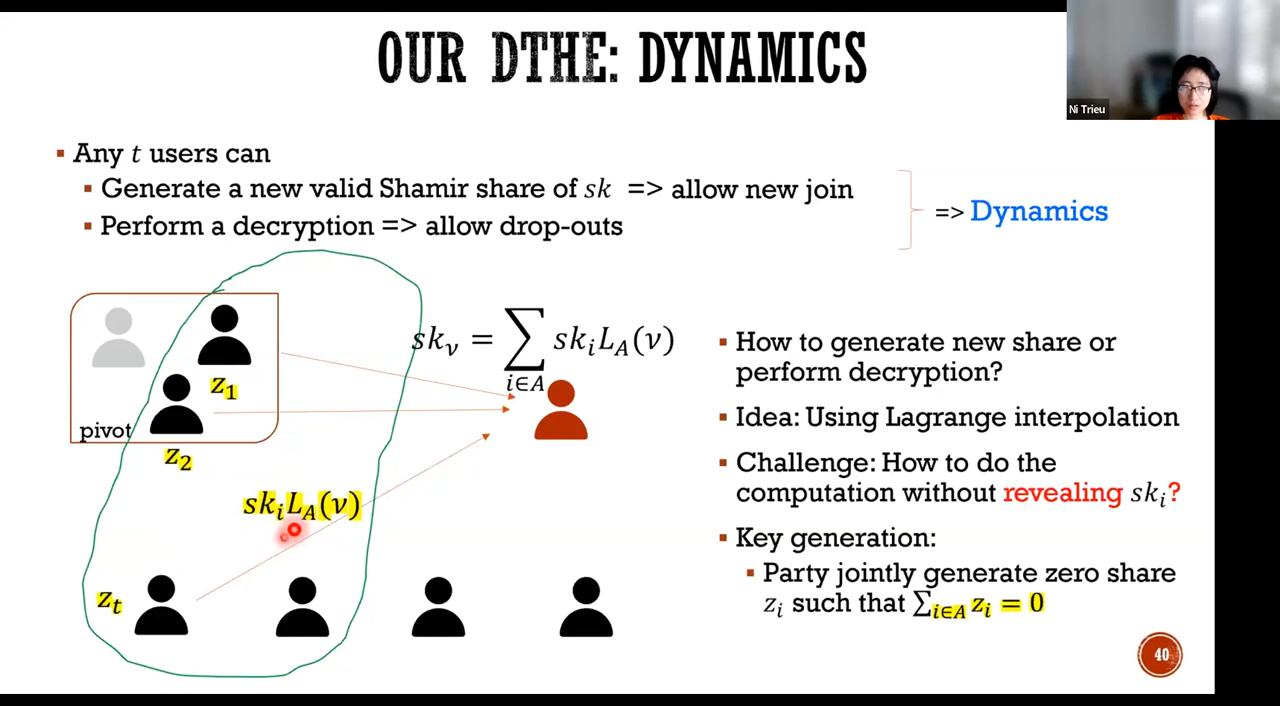 OUR DTHE: DYNAMICS
Ni Trieu
▪ Any t users can
▪ Generate a new valid Shamir share of sk => allow new join
▪ Perform a decryption => allow drop-outs
=> Dynamics
sk_ν = ∑_{i∈A} sk_i L_A(ν)
z_1
pivot
z_2
sk_i L_A(ν)
z_t
▪ How to generate new share or
perform decryption?
▪ Idea: Using Lagrange interpolation
▪ Challenge: How to do the
computation without revealing sk_i?
▪ Key generation:
▪ Party jointly generate zero share
z_i such that ∑_{i∈A} z_i = 0
40